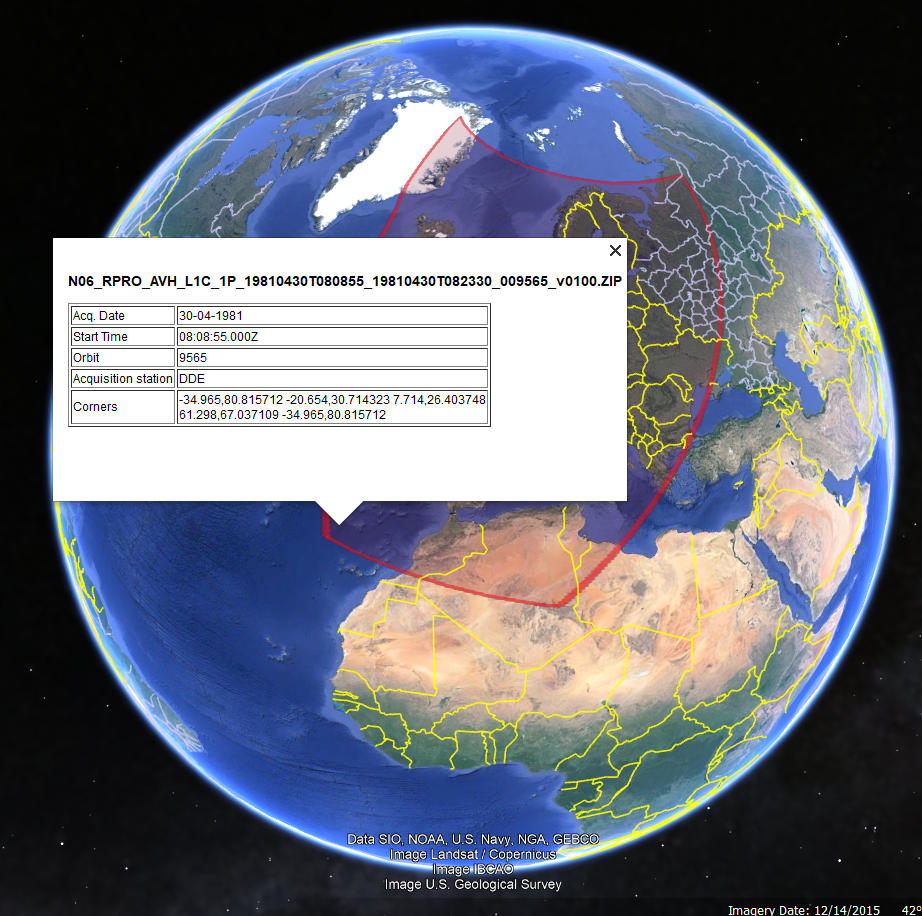 N06_RPRO_AVH_L1C_1P_19810430T080855_19810430T082330_009565_v0100.ZIP
Acq. Date 30-04-1981
Start Time 08:08:55.000Z
Orbit 9565
Acquisition station DDE
Corners -34.965,80.815712 -20.654,30.714323 7.714,26.403748
61.298,67.037109 -34.965,80.815712
Data SIO, NOAA, U.S. Navy, NGA, GEBCO
Image Landsat / Copernicus
Image IBCAO
Image U.S. Geological Survey
Imagery Date: 12/14/2015 42°